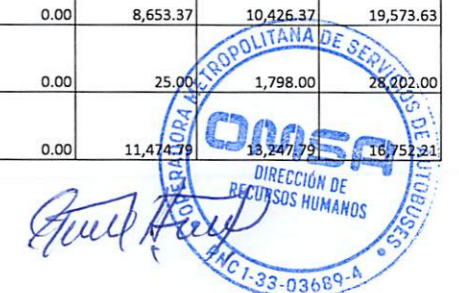 0.00 8,653.37 10,426.37 19,573.63
0.00 25.00 1,798.00 28,202.00
0.00 11,474.79 13,247.79 16,752.21
OPERADORA METROPOLITANA DE SERVICIOS DE AUTOBUSES
OMSA
DIRECCIÓN DE
RECURSOS HUMANOS
RNC 1-33-03689-4